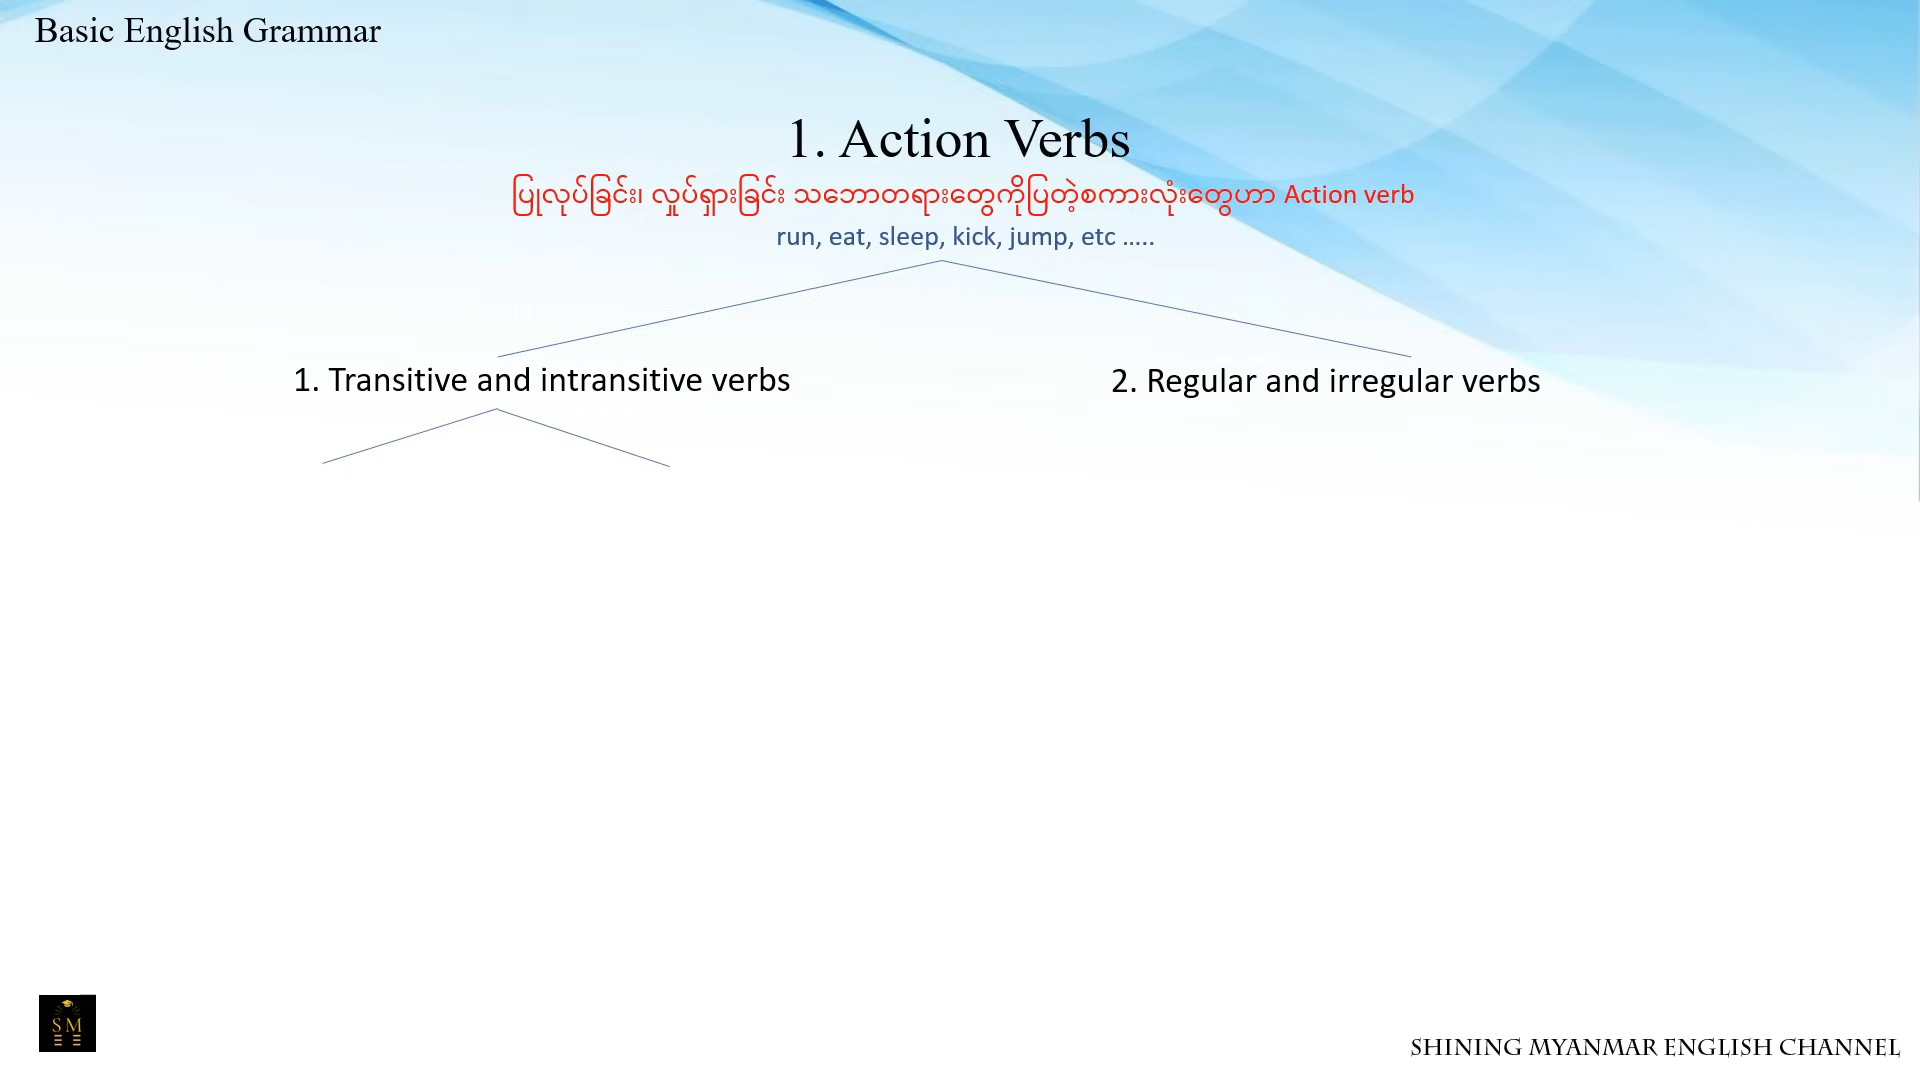 Basic English Grammar
1. Action Verbs
ပြုလုပ်ခြင်း၊ လှုပ်ရှားခြင်း သဘောတရားတွေကိုပြတဲ့စကားလုံးတွေဟာ Action verb
run, eat, sleep, kick, jump, etc .....
1. Transitive and intransitive verbs
2. Regular and irregular verbs
SM
SHINING MYANMAR ENGLISH CHANNEL